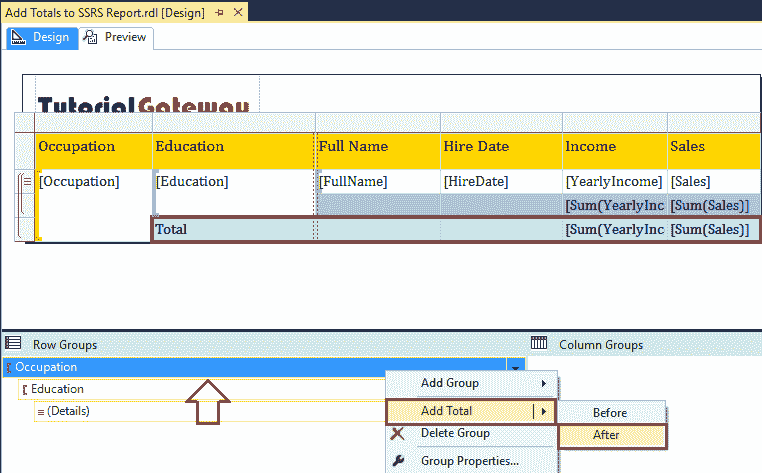 Add Totals to SSRS Report.rdl [Design]
Design Preview
TutorialGateway
Occupation Education Full Name Hire Date Income Sales
[Occupation] [Education] [FullName] [HireDate] [YearlyIncome] [Sales]
[Sum(YearlyInc [Sum(Sales)]
Total [Sum(YearlyInc [Sum(Sales)]
Row Groups Column Groups
Occupation
Education
(Details)
Add Group
Add Total
Delete Group
Group Properties...
Before
After